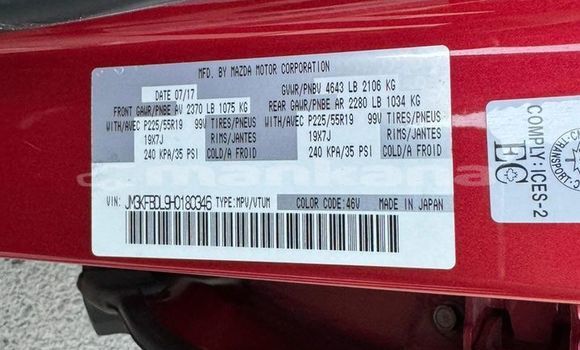 MFD. BY MAZDA MOTOR CORPORATION
DATE 07/17
GVWR/PNBV 4643 LB 2106 KG
FRONT GAWR/PNBE AV 2370 LB 1075 KG
REAR GAWR/PNBE AR 2280 LB 1034 KG
WITH/AVEC P225/55R19 99V TIRES/PNEUS
WITH/AVEC P225/55R19 99V TIRES/PNEUS
19X7J RIMS/JANTES
19X7J RIMS/JANTES
240 KPA/35 PSI COLD/A FROID
240 KPA/35 PSI COLD/A FROID
VIN: JM3KFBDL9H0180346 TYPE:MPV/VTUM COLOR CODE:46V MADE IN JAPAN
COMPLY:ICES-2
EC